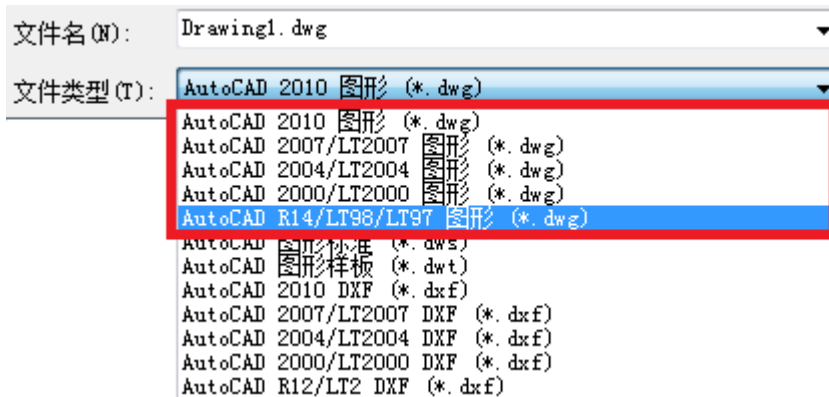 文件名(N):
Drawing1.dwg
文件类型(T):
AutoCAD 2010 图形 (*.dwg)
AutoCAD 2010 图形 (*.dwg)
AutoCAD 2007/LT2007 图形 (*.dwg)
AutoCAD 2004/LT2004 图形 (*.dwg)
AutoCAD 2000/LT2000 图形 (*.dwg)
AutoCAD R14/LT98/LT97 图形 (*.dwg)
AutoCAD 图形标准 (*.dws)
AutoCAD 图形样板 (*.dwt)
AutoCAD 2010 DXF (*.dxf)
AutoCAD 2007/LT2007 DXF (*.dxf)
AutoCAD 2004/LT2004 DXF (*.dxf)
AutoCAD 2000/LT2000 DXF (*.dxf)
AutoCAD R12/LT2 DXF (*.dxf)